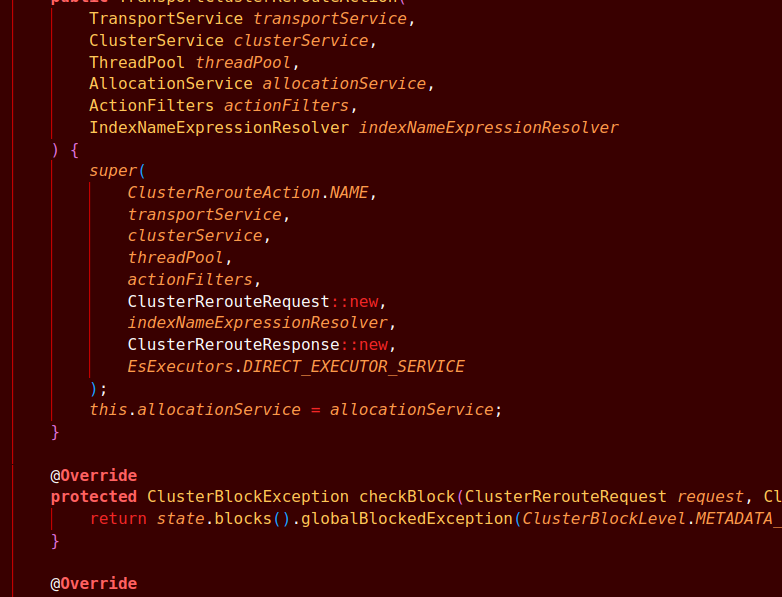 public TransportClusterRerouteAction(
TransportService transportService,
ClusterService clusterService,
ThreadPool threadPool,
AllocationService allocationService,
ActionFilters actionFilters,
IndexNameExpressionResolver indexNameExpressionResolver
) {
super(
ClusterRerouteAction.NAME,
transportService,
clusterService,
threadPool,
actionFilters,
ClusterRerouteRequest::new,
indexNameExpressionResolver,
ClusterRerouteResponse::new,
EsExecutors.DIRECT_EXECUTOR_SERVICE
);
this.allocationService = allocationService;
}
@Override
protected ClusterBlockException checkBlock(ClusterRerouteRequest request, Cl
return state.blocks().globalBlockedException(ClusterBlockLevel.METADATA_
}
@Override